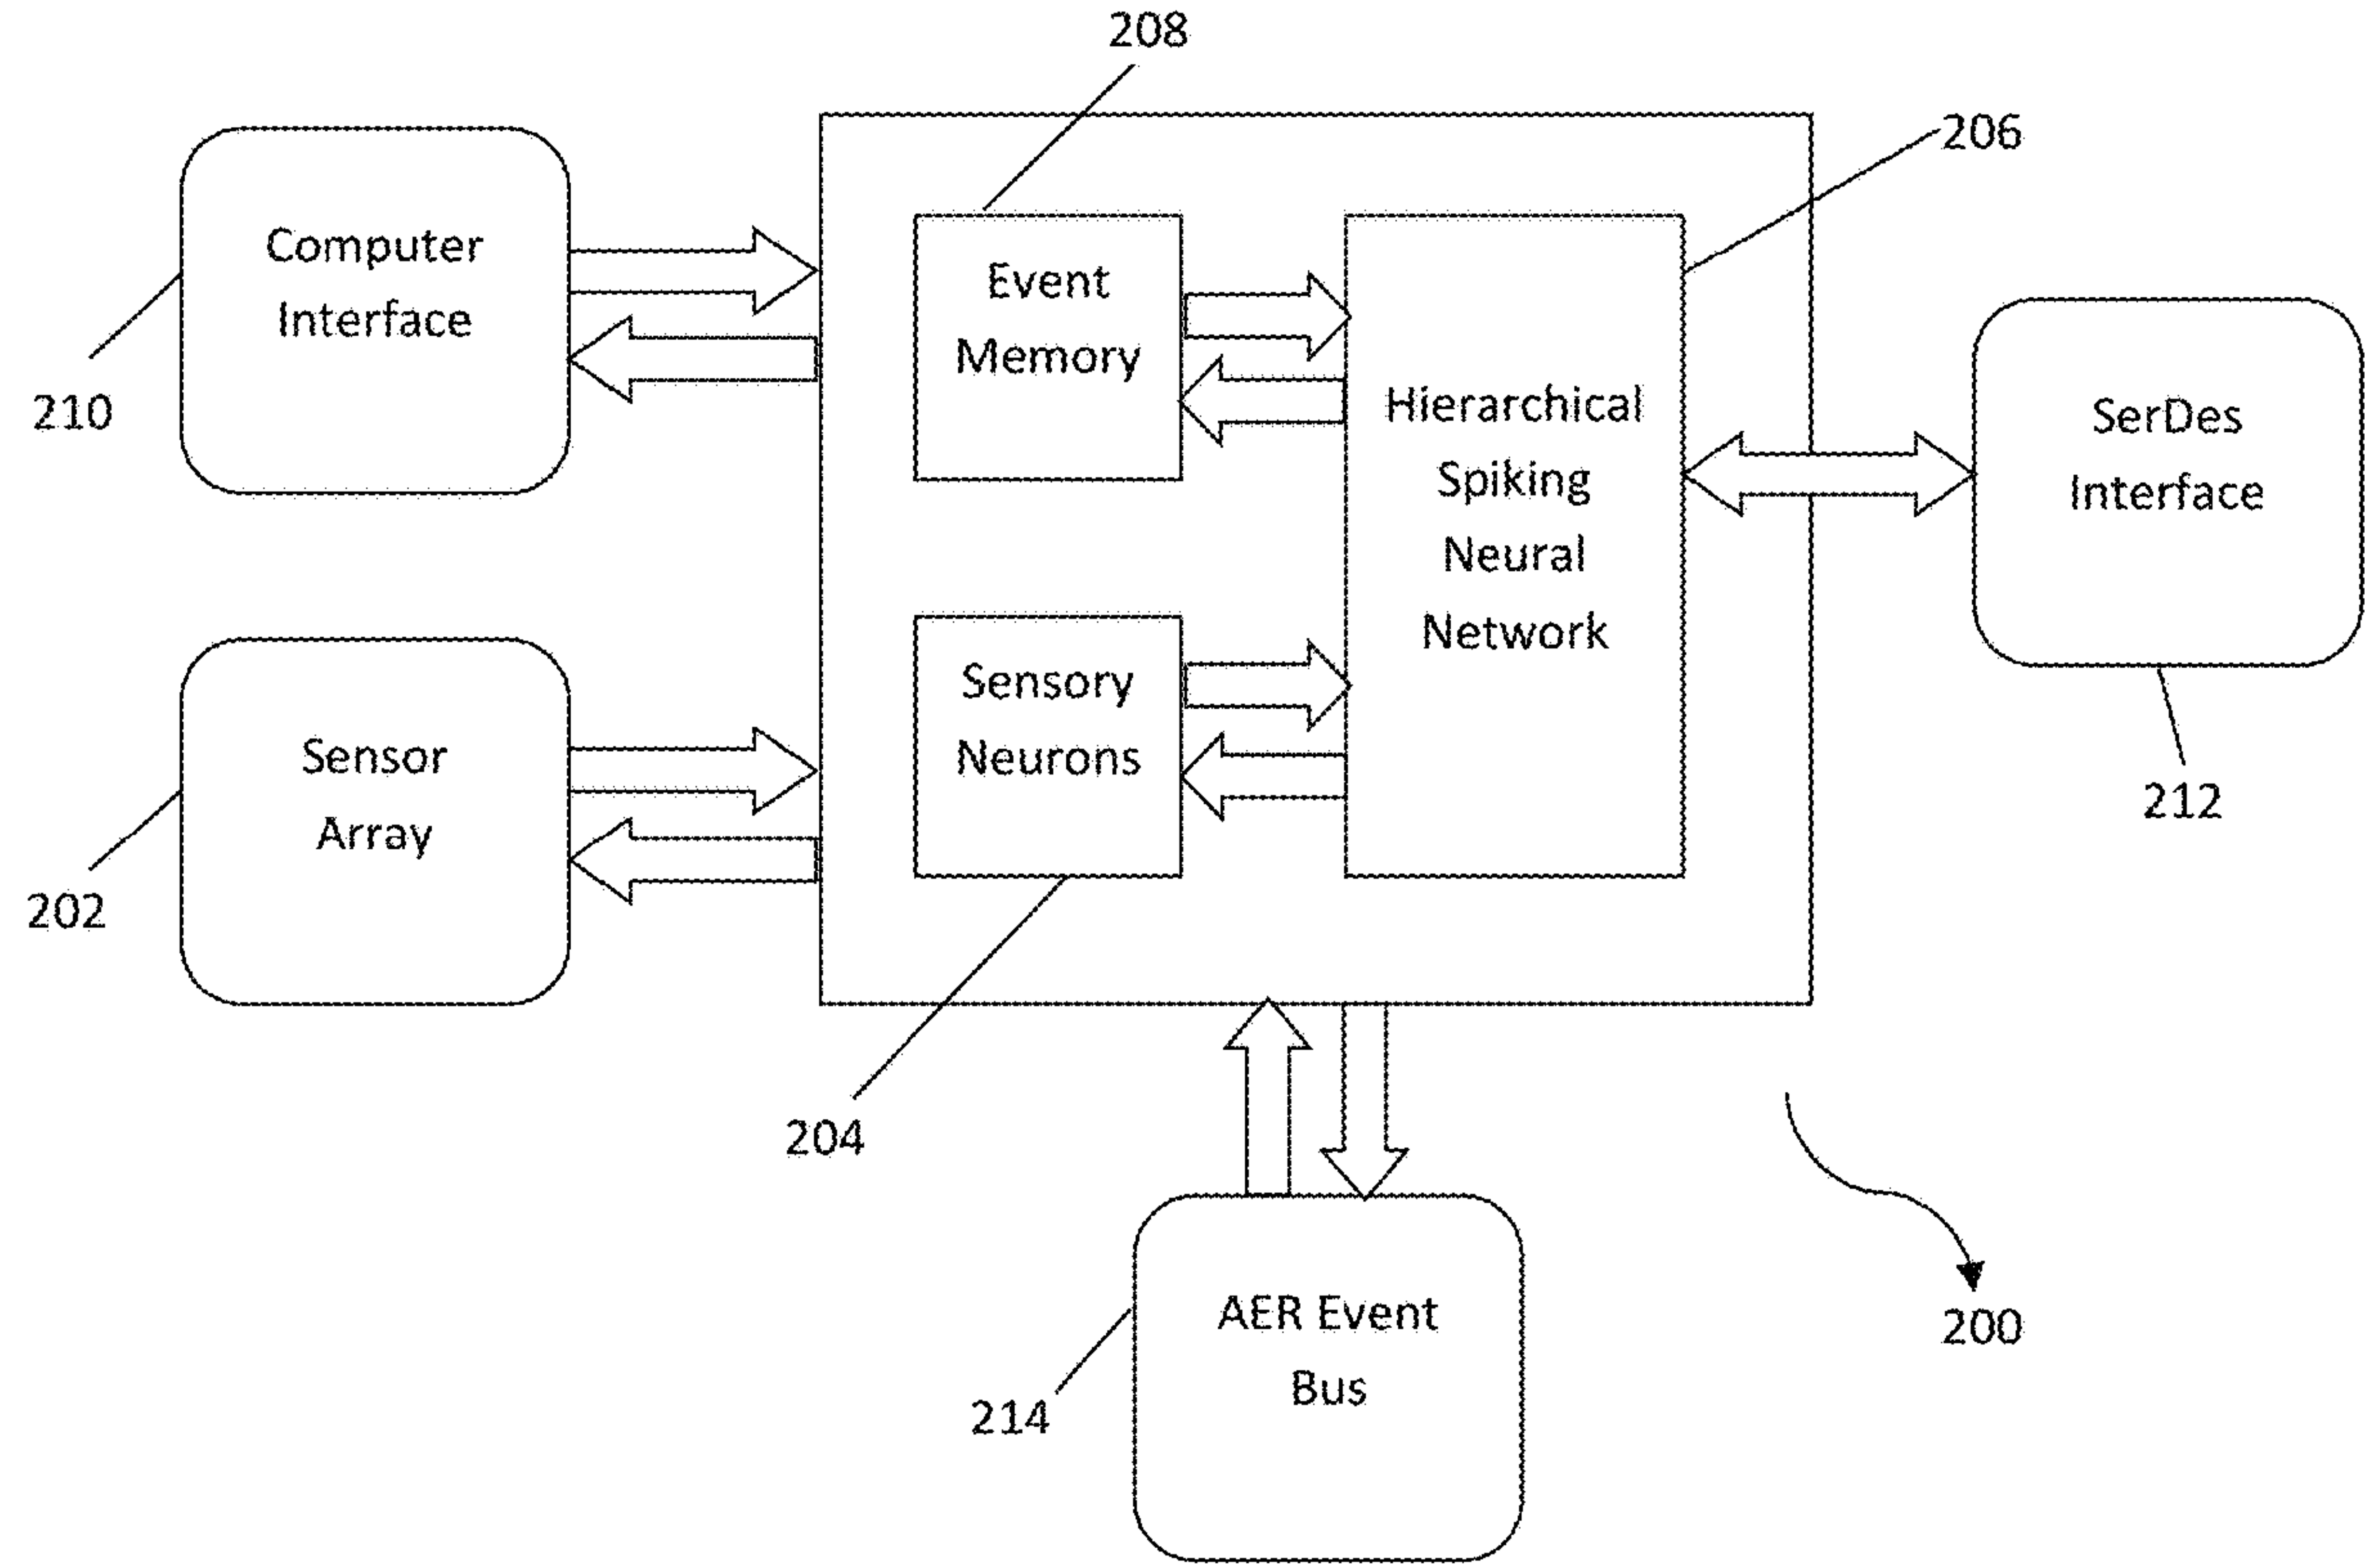 208
206
Computer
Interface
210
Event
Memory
Hierarchical
Spiking
Neural
Network
SerDes
Interface
212
Sensor
Array
202
Sensory
Neurons
204
AER Event
Bus
214
200